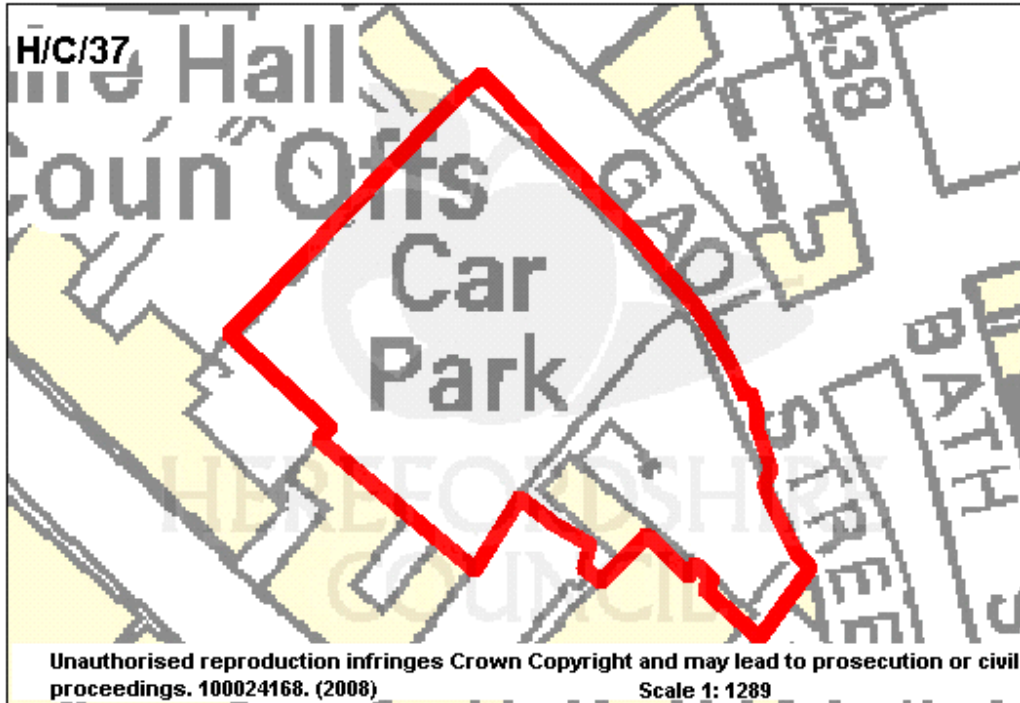 H/C/37
Hall
Coun Offs
Car
Park
GAOL
STREE
BATH
438
HEREFORDSHIRE
COUNCIL
Unauthorised reproduction infringes Crown Copyright and may lead to prosecution or civil
proceedings. 100024168. (2008) Scale 1: 1289